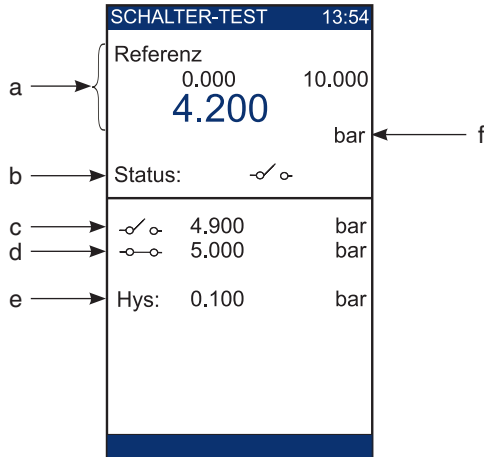 SCHALTER-TEST 13:54
Referenz
0.000 10.000
a
4.200
bar f
b Status:
c 4.900 bar
d 5.000 bar
e Hys: 0.100 bar